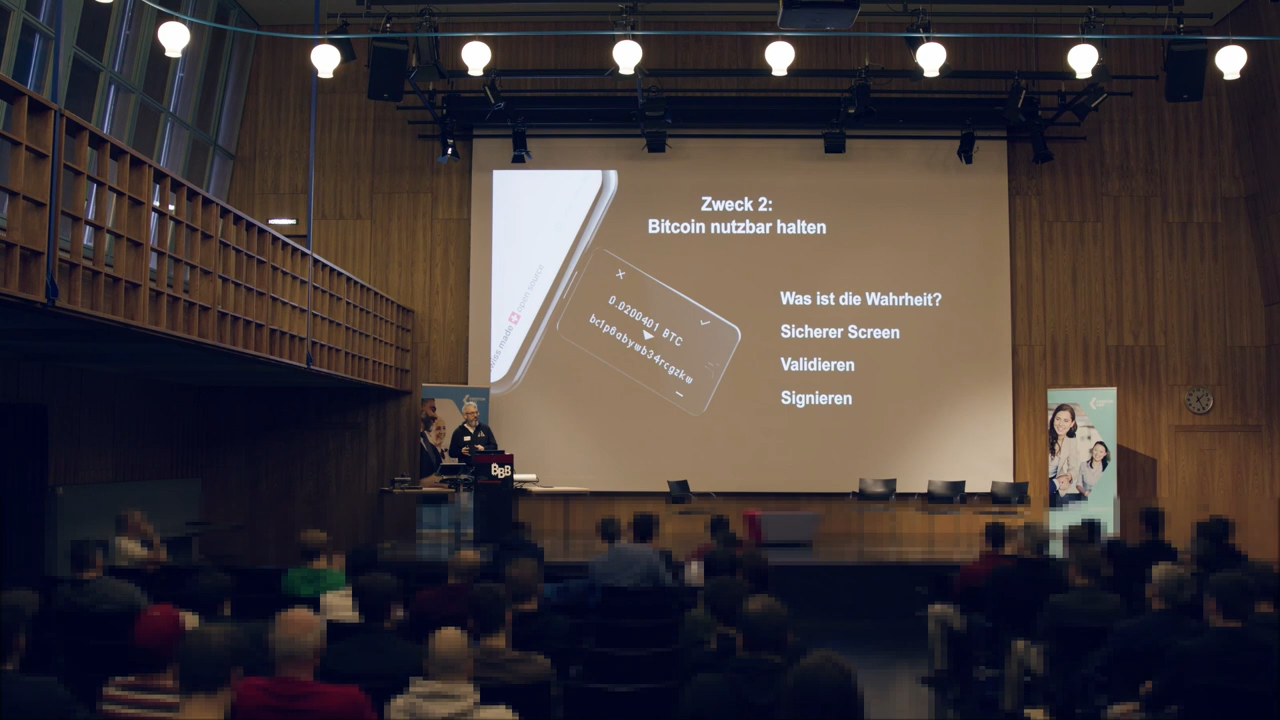 Zweck 2:
Bitcoin nutzbar halten
Was ist die Wahrheit?
Sicherer Screen
Validieren
Signieren
swiss made open source
0.0200401 BTC
bc1p8abywb34rcgzkw
BBB